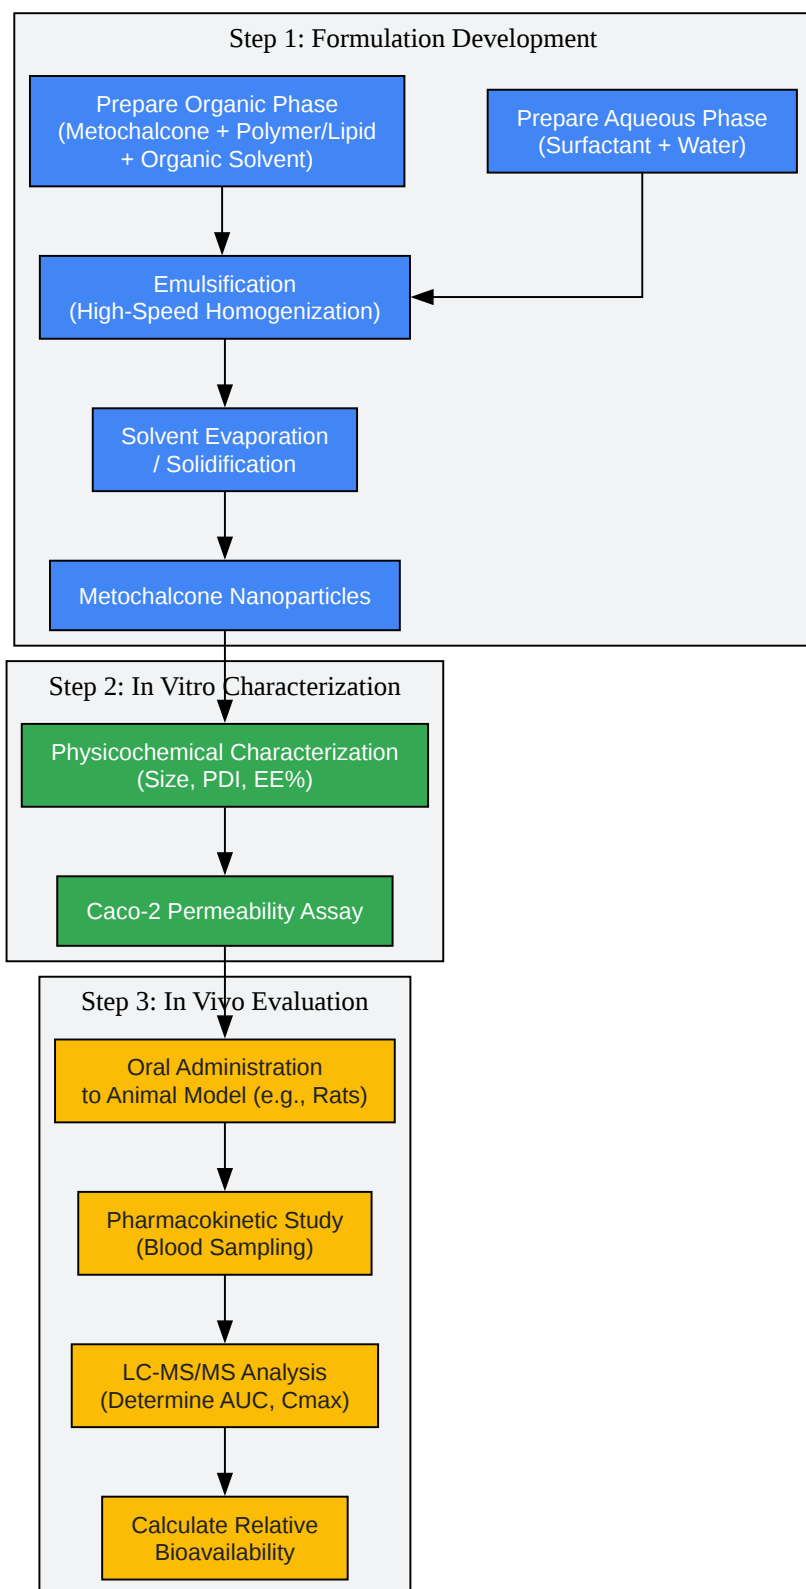 Step 1: Formulation Development
Prepare Organic Phase
(Metochalcone + Polymer/Lipid
+ Organic Solvent)
Prepare Aqueous Phase
(Surfactant + Water)
Emulsification
(High-Speed Homogenization)
Solvent Evaporation
/ Solidification
Metochalcone Nanoparticles
Step 2: In Vitro Characterization
Physicochemical Characterization
(Size, PDI, EE%)
Caco-2 Permeability Assay
Step 3: In Vivo Evaluation
Oral Administration
to Animal Model (e.g., Rats)
Pharmacokinetic Study
(Blood Sampling)
LC-MS/MS Analysis
(Determine AUC, Cmax)
Calculate Relative
Bioavailability